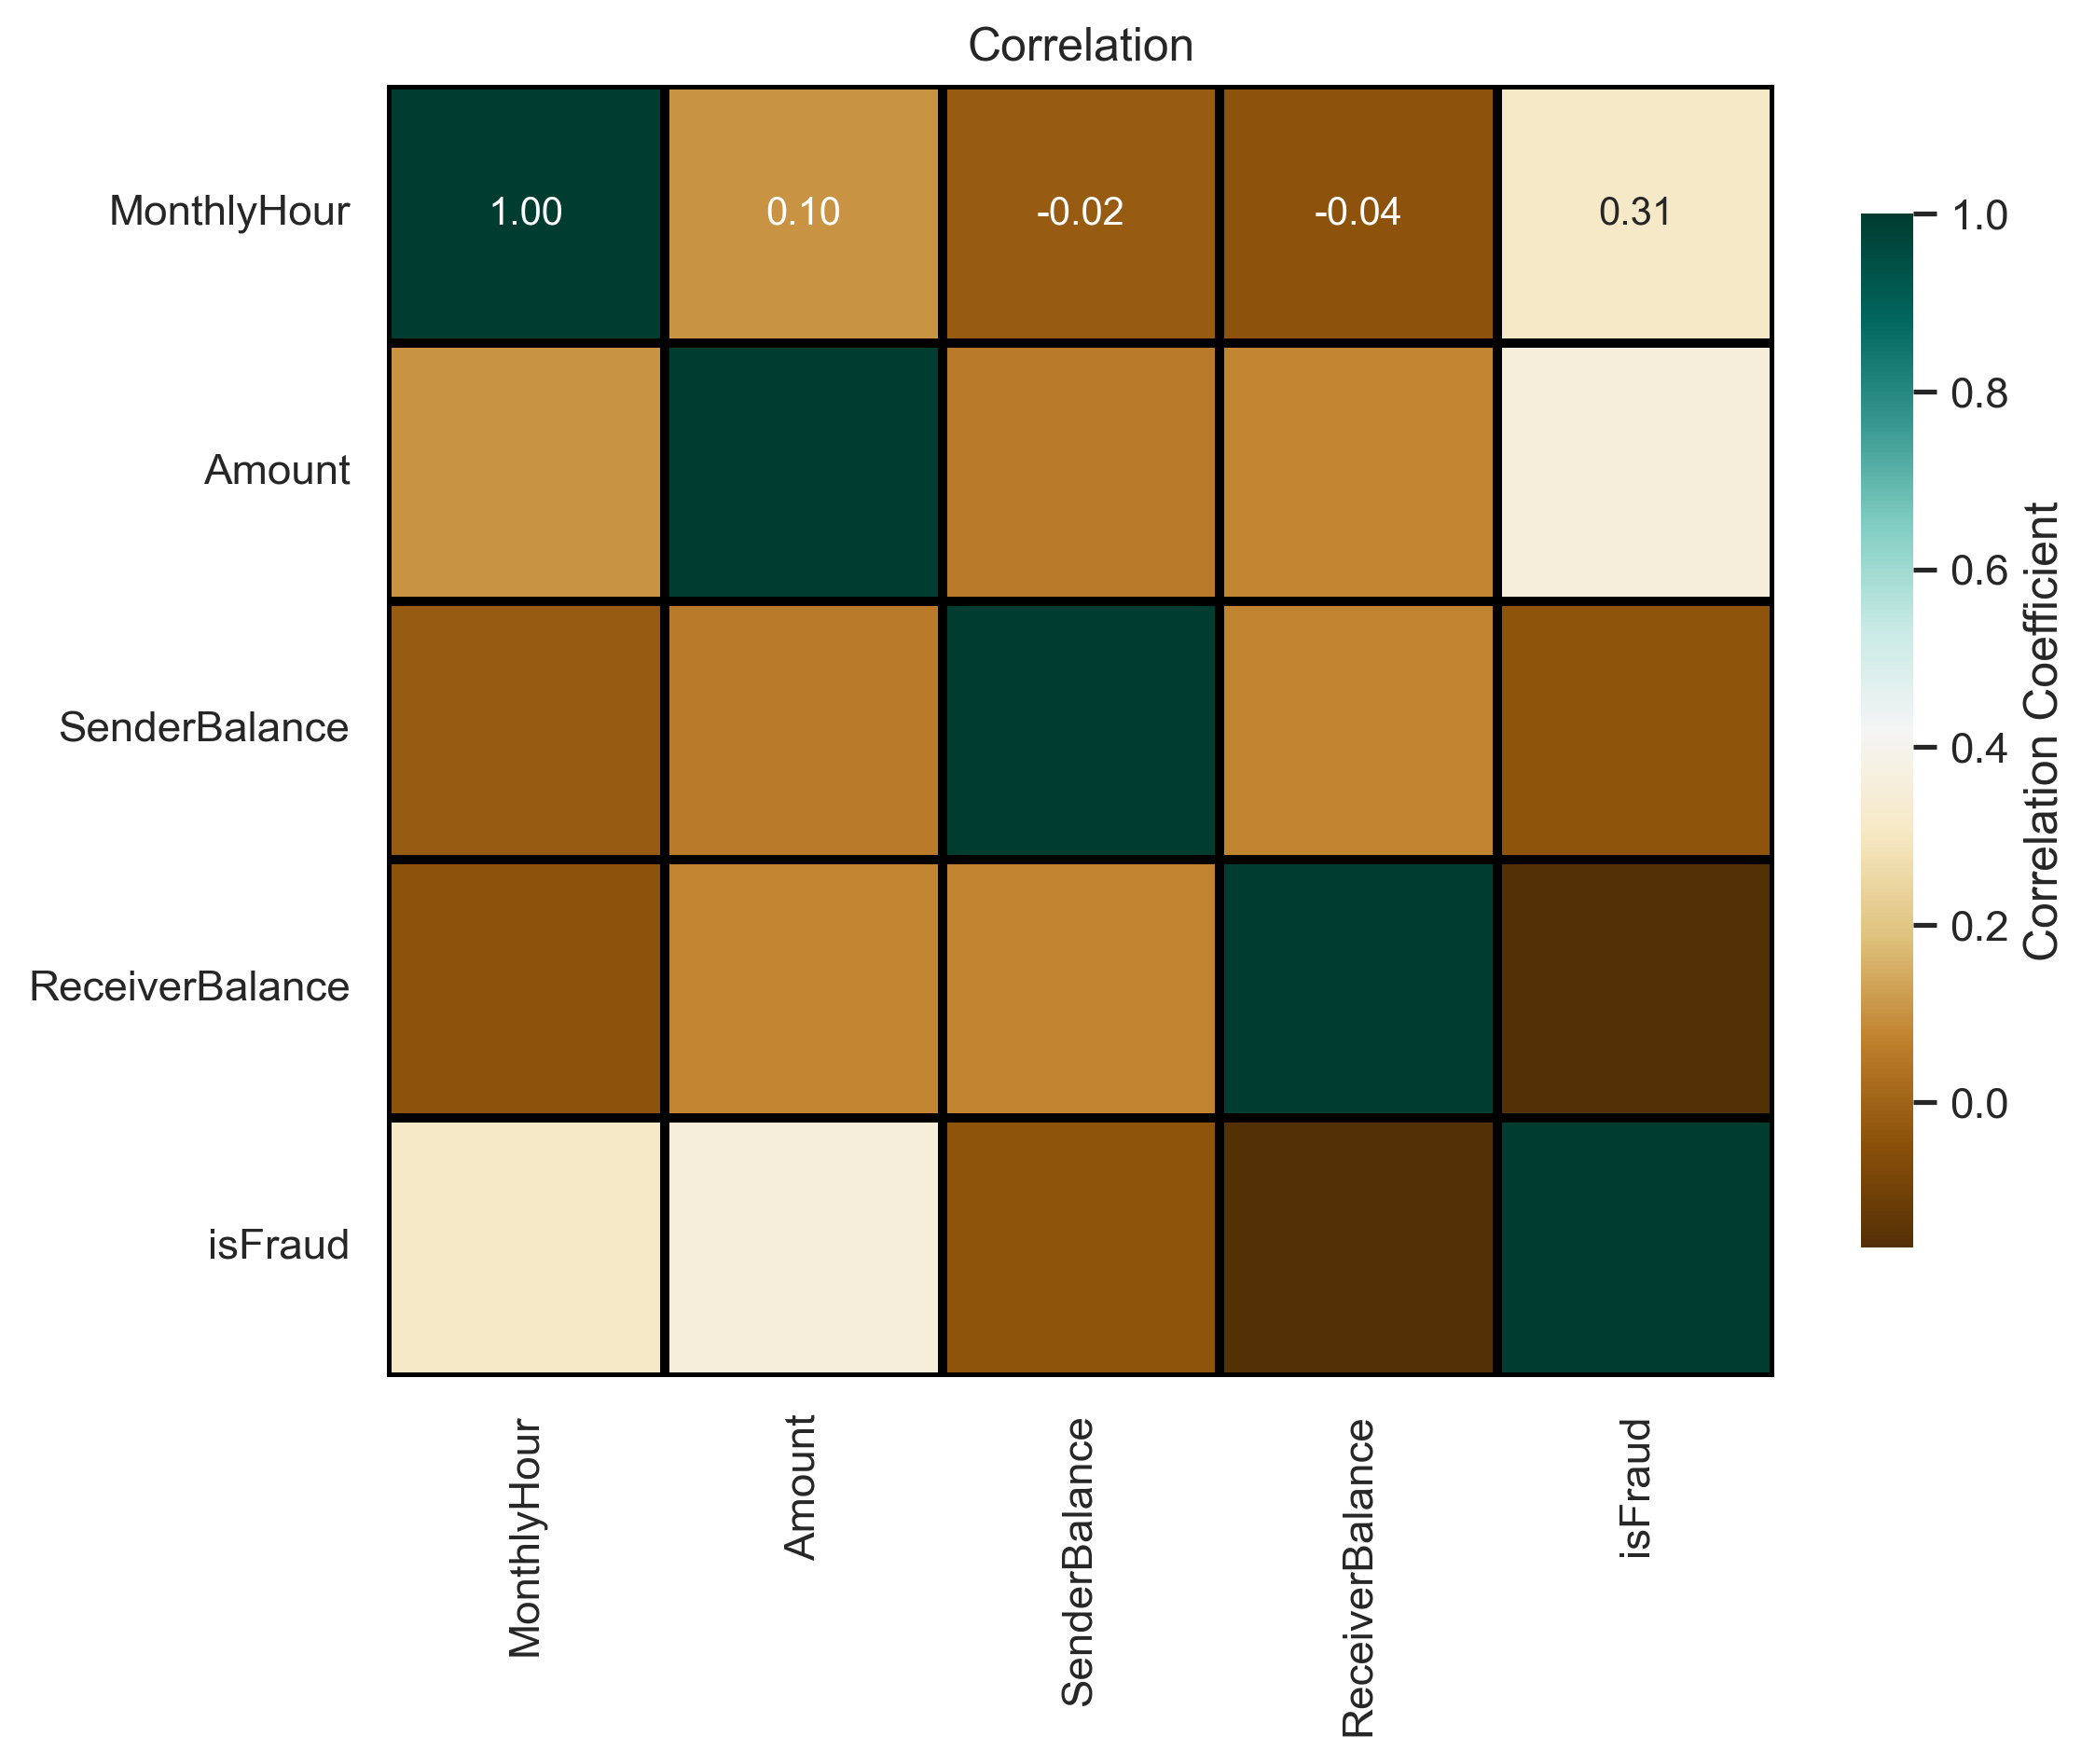 Correlation
MonthlyHour
1.00 0.10 -0.02 -0.04 0.31
Amount
SenderBalance
ReceiverBalance
isFraud
MonthlyHour
Amount
SenderBalance
ReceiverBalance
isFraud
1.0
0.8
0.6
0.4
0.2
0.0
Correlation Coefficient